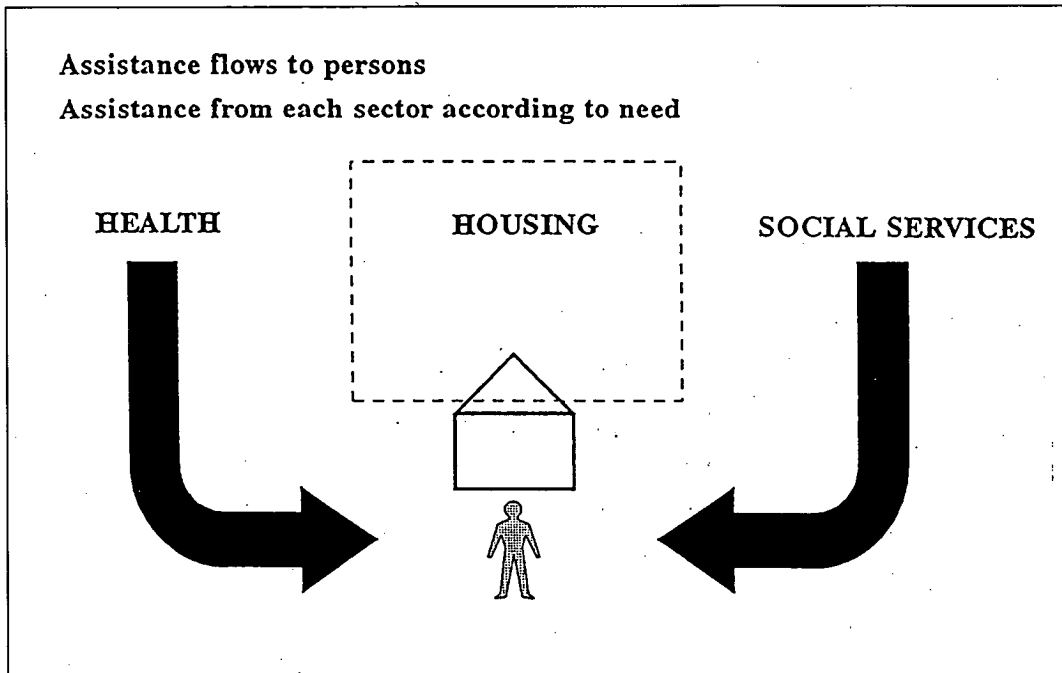 Assistance flows to persons
Assistance from each sector according to need
HEALTH
HOUSING
SOCIAL SERVICES